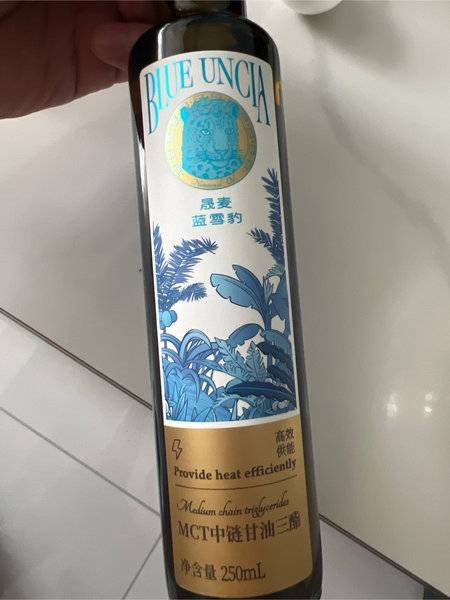 BLUE UNCIA
晟麦
蓝雪豹
高效
供能
Provide heat efficiently
Medium chain triglycerides
MCT中链甘油三酯
净含量 250mL